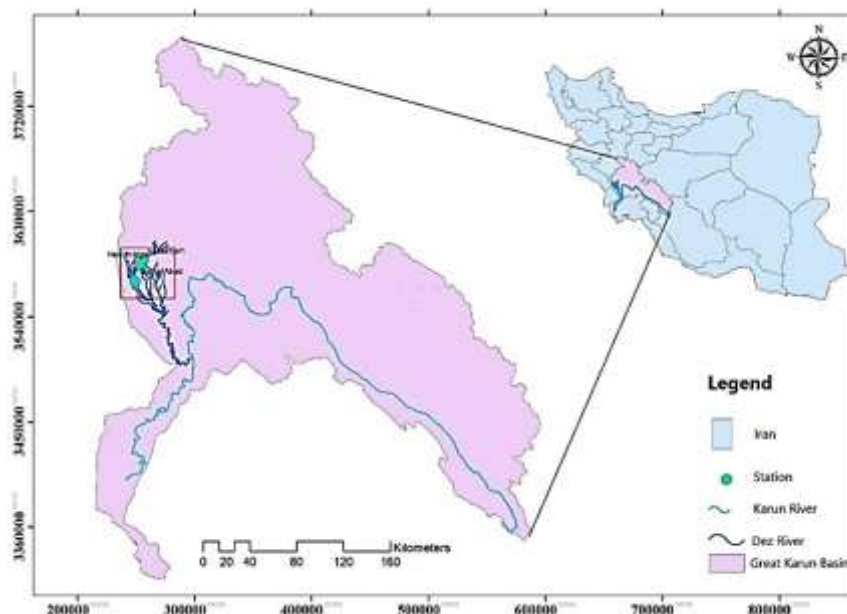 N
W
E
S
3720000
3630000
3540000
3450000
3360000
Legend
Iran
Station
Karun River
Dez River
Great Karun Basin
Kilometers
0 20 40 80 120 160
200000 300000 400000 500000 600000 700000 800000